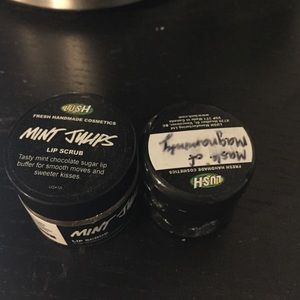 LUSH
FRESH HANDMADE COSMETICS
MINT JULIPS
LIP SCRUB
Tasty mint chocolate sugar lip
buffer for smooth moves and
sweeter kisses.
MINT JU
LIP SCRUB
Mask of
Magnaminty
FRESH HANDMADE COSMETICS
LUSH